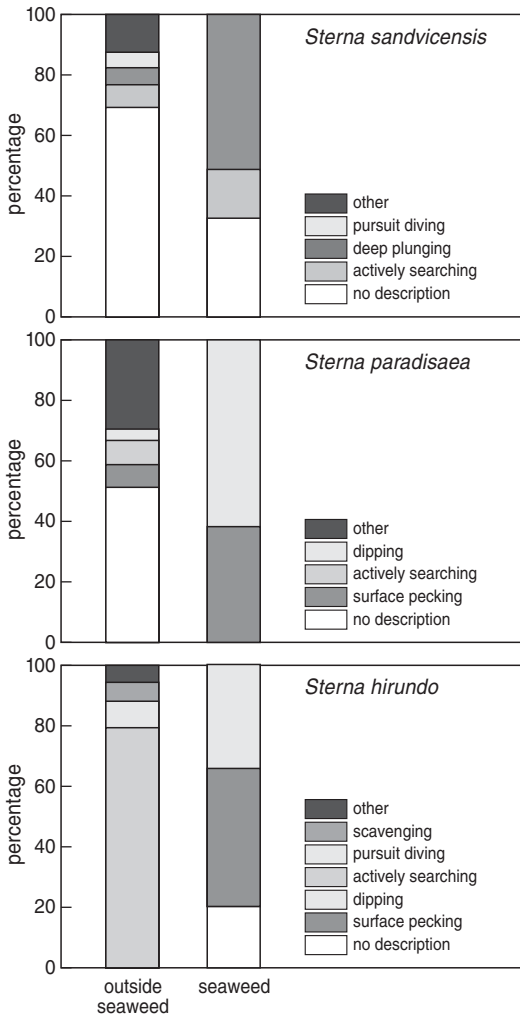 100
80
60
40
20
0
percentage
Sterna sandvicensis
other
pursuit diving
deep plunging
actively searching
no description
100
80
60
40
20
0
percentage
Sterna paradisaea
other
dipping
actively searching
surface pecking
no description
100
80
60
40
20
0
percentage
Sterna hirundo
other
scavenging
pursuit diving
actively searching
dipping
surface pecking
no description
outside
seaweed
seaweed